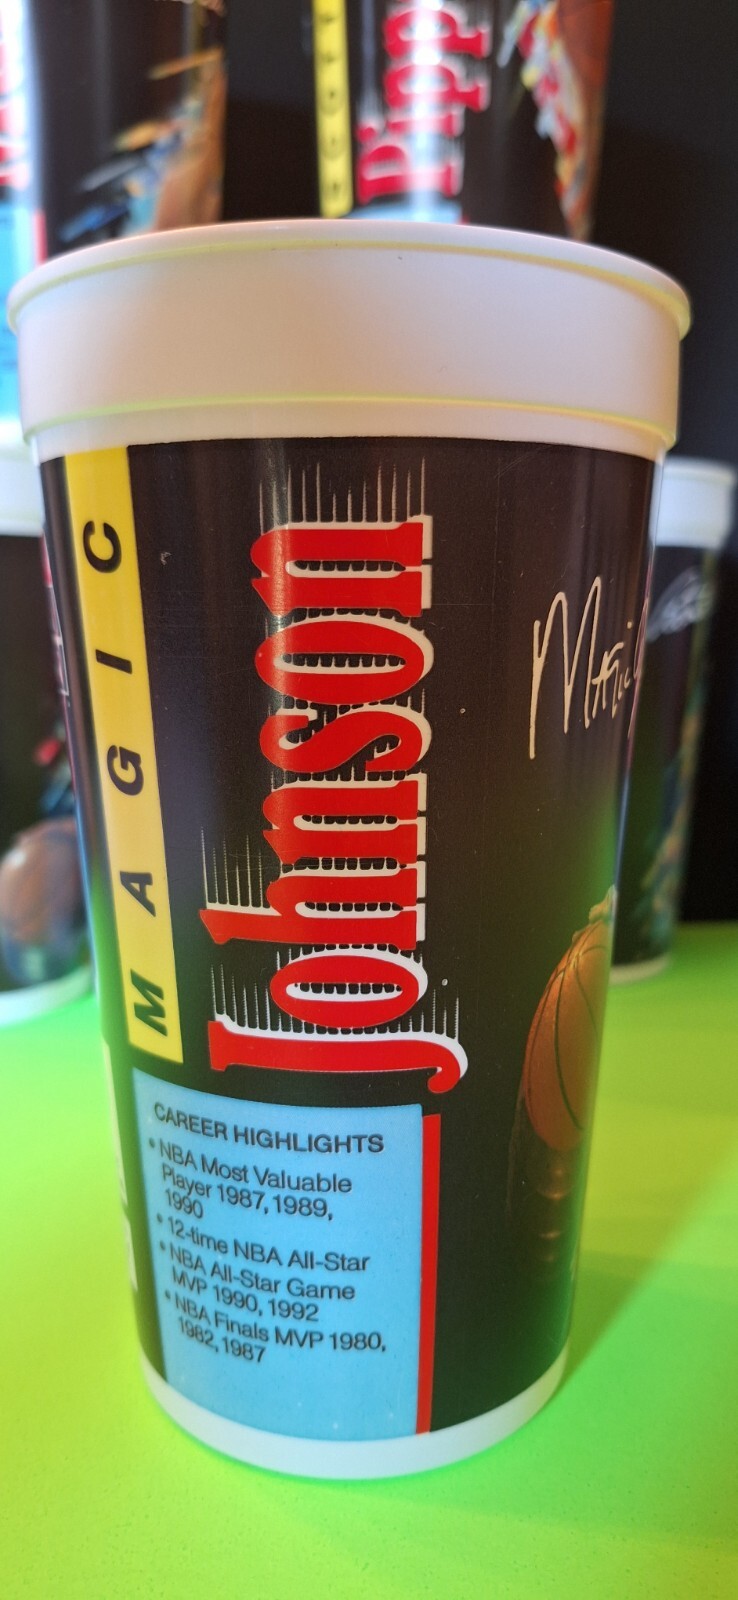 MAGIC
Johnson
Magic
CAREER HIGHLIGHTS
• NBA Most Valuable
Player 1987, 1989,
1990
• 12-time NBA All-Star
• NBA All-Star Game
MVP 1990, 1992
• NBA Finals MVP 1980,
1982, 1987